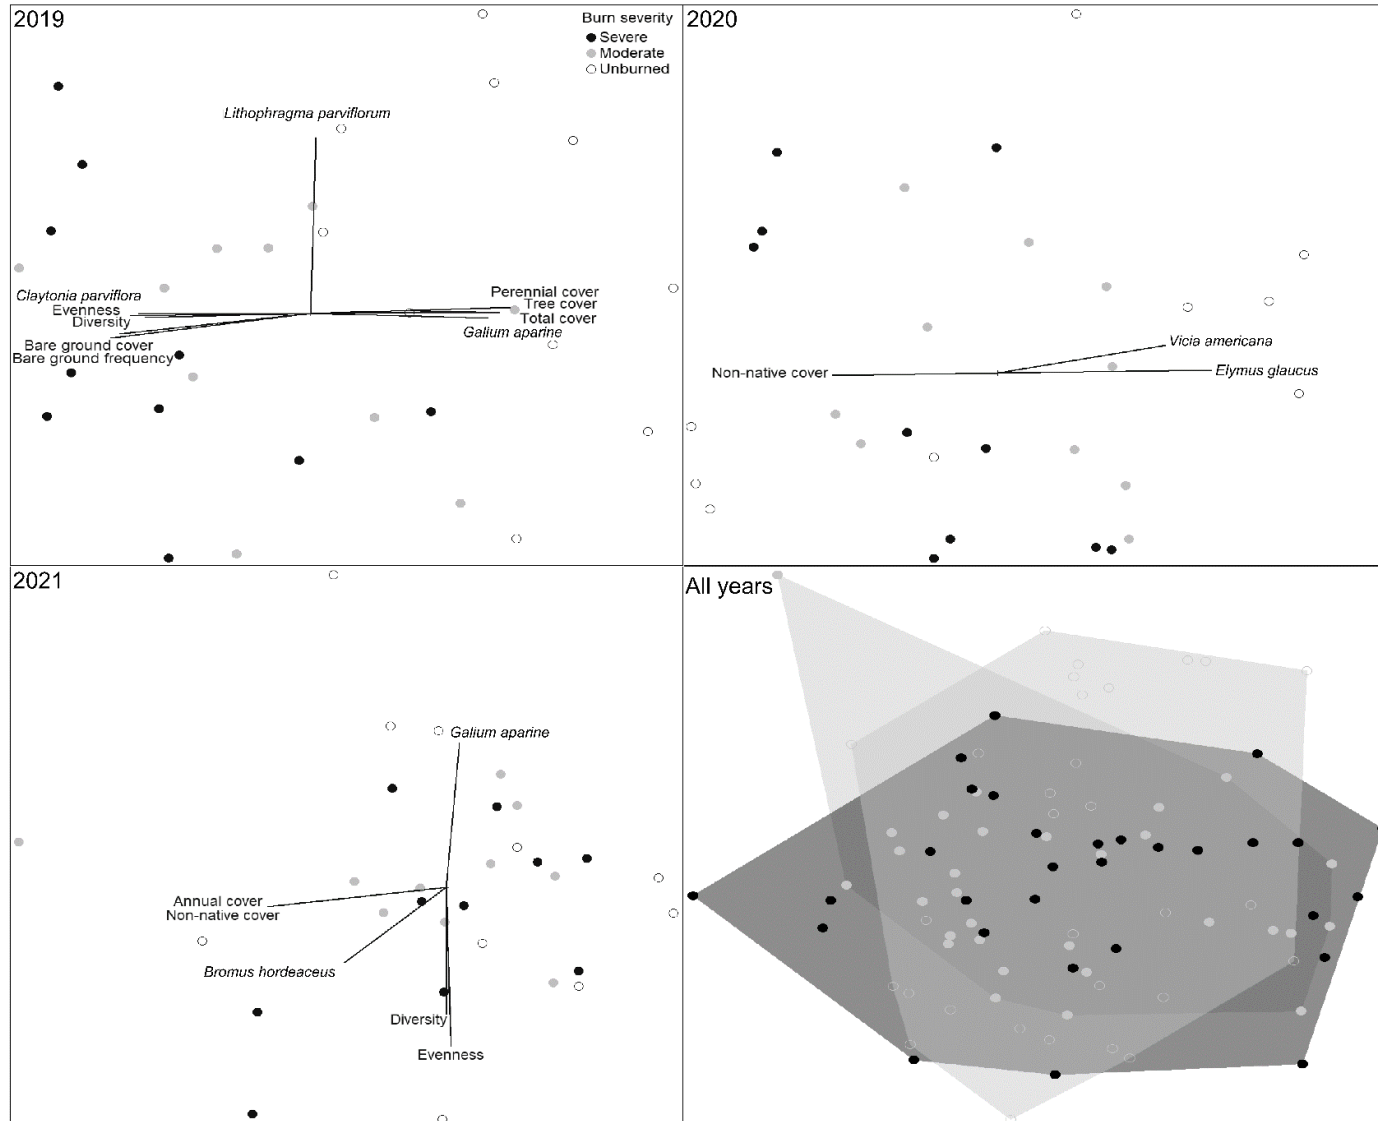 2019
Burn severity
Severe
Moderate
Unburned
Lithophragma parviflorum
Claytonia parviflora
Evenness
Diversity
Bare ground cover
Bare ground frequency
Perennial cover
Tree cover
Total cover
Galium aparine
2020
Vicia americana
Non-native cover
Elymus glaucus
2021
Galium aparine
Annual cover
Non-native cover
Bromus hordeaceus
Diversity
Evenness
All years